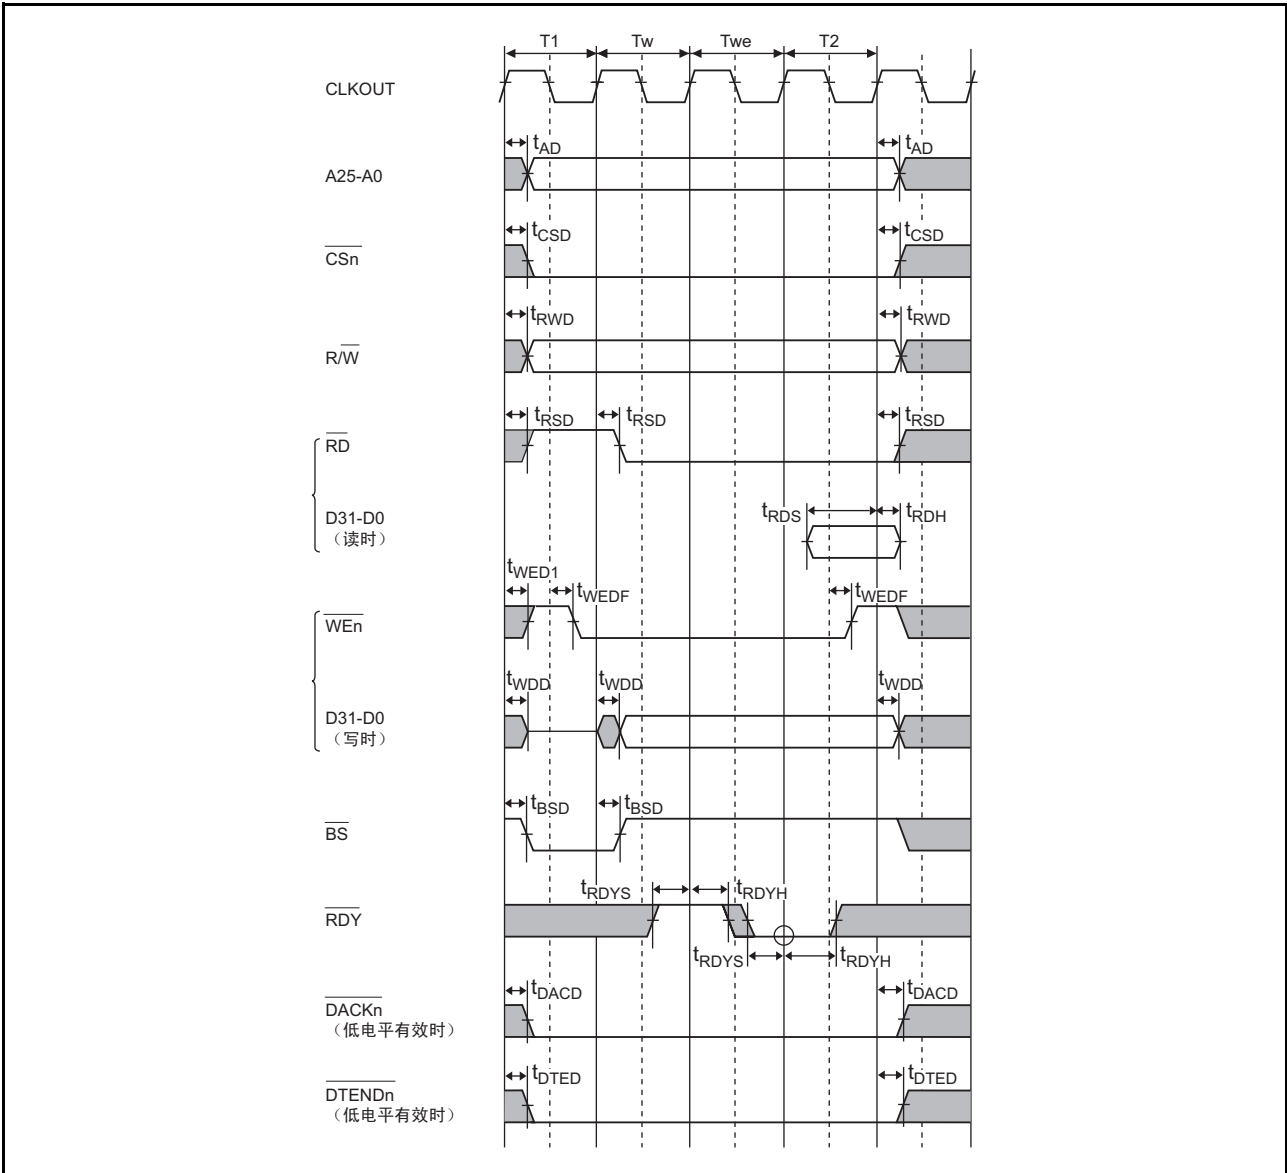 T1 Tw Twe T2
CLKOUT
tAD tAD
A25-A0
tCSD tCSD
CSn
tRWD tRWD
R/W
tRSD tRSD tRSD
RD
tRDS tRDH
D31-D0
（读时）
tWED1
tWEDF tWEDF
WEn
tWDD tWDD tWDD
D31-D0
（写时）
tBSD tBSD
BS
tRDYS tRDYH
RDY
tRDYS tRDYH
tDACD tDACD
DACKn
（低电平有效时）
tDTED tDTED
DTENDn
（低电平有效时）